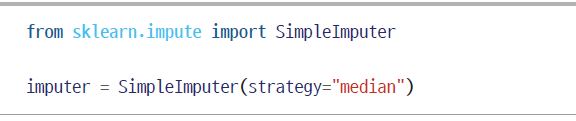 from sklearn.impute import SimpleImputer
imputer = SimpleImputer(strategy="median")